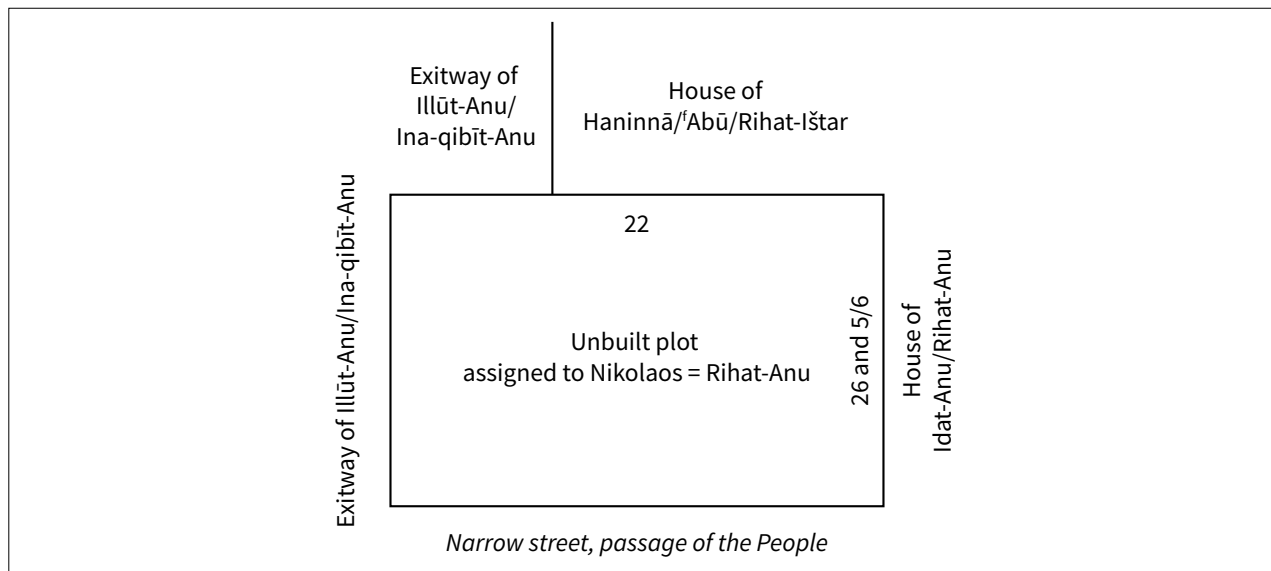 Exitway of
Illūt-Anu/
Ina-qibīt-Anu
House of
Haninnā/ᶠAbū/Rihat-Ištar
Exitway of Illūt-Anu/Ina-qibīt-Anu
22
Unbuilt plot
assigned to Nikolaos = Rihat-Anu
26 and 5/6
House of
Idat-Anu/Rihat-Anu
Narrow street, passage of the People